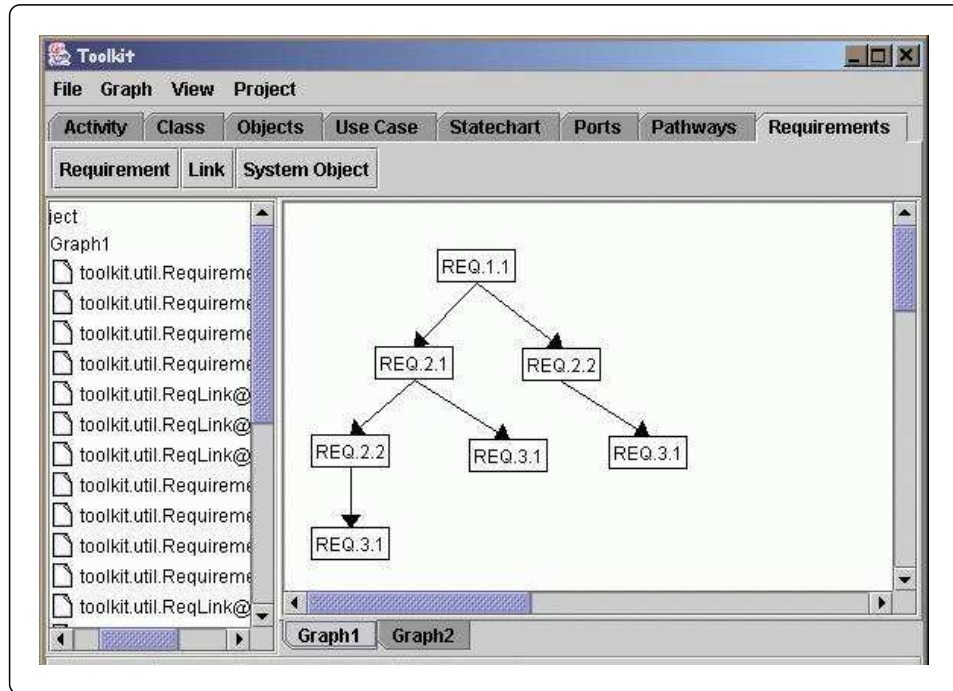 Toolkit
File Graph View Project
Activity Class Objects Use Case Statechart Ports Pathways Requirements
Requirement Link System Object
ject
Graph1
toolkit.util.Requireme
toolkit.util.Requireme
toolkit.util.Requireme
toolkit.util.Requireme
toolkit.util.ReqLink@
toolkit.util.ReqLink@
toolkit.util.ReqLink@
toolkit.util.Requireme
toolkit.util.Requireme
toolkit.util.Requireme
toolkit.util.Requireme
toolkit.util.ReqLink@
REQ.1.1
REQ.2.1 REQ.2.2
REQ.2.2 REQ.3.1 REQ.3.1
REQ.3.1
Graph1 Graph2